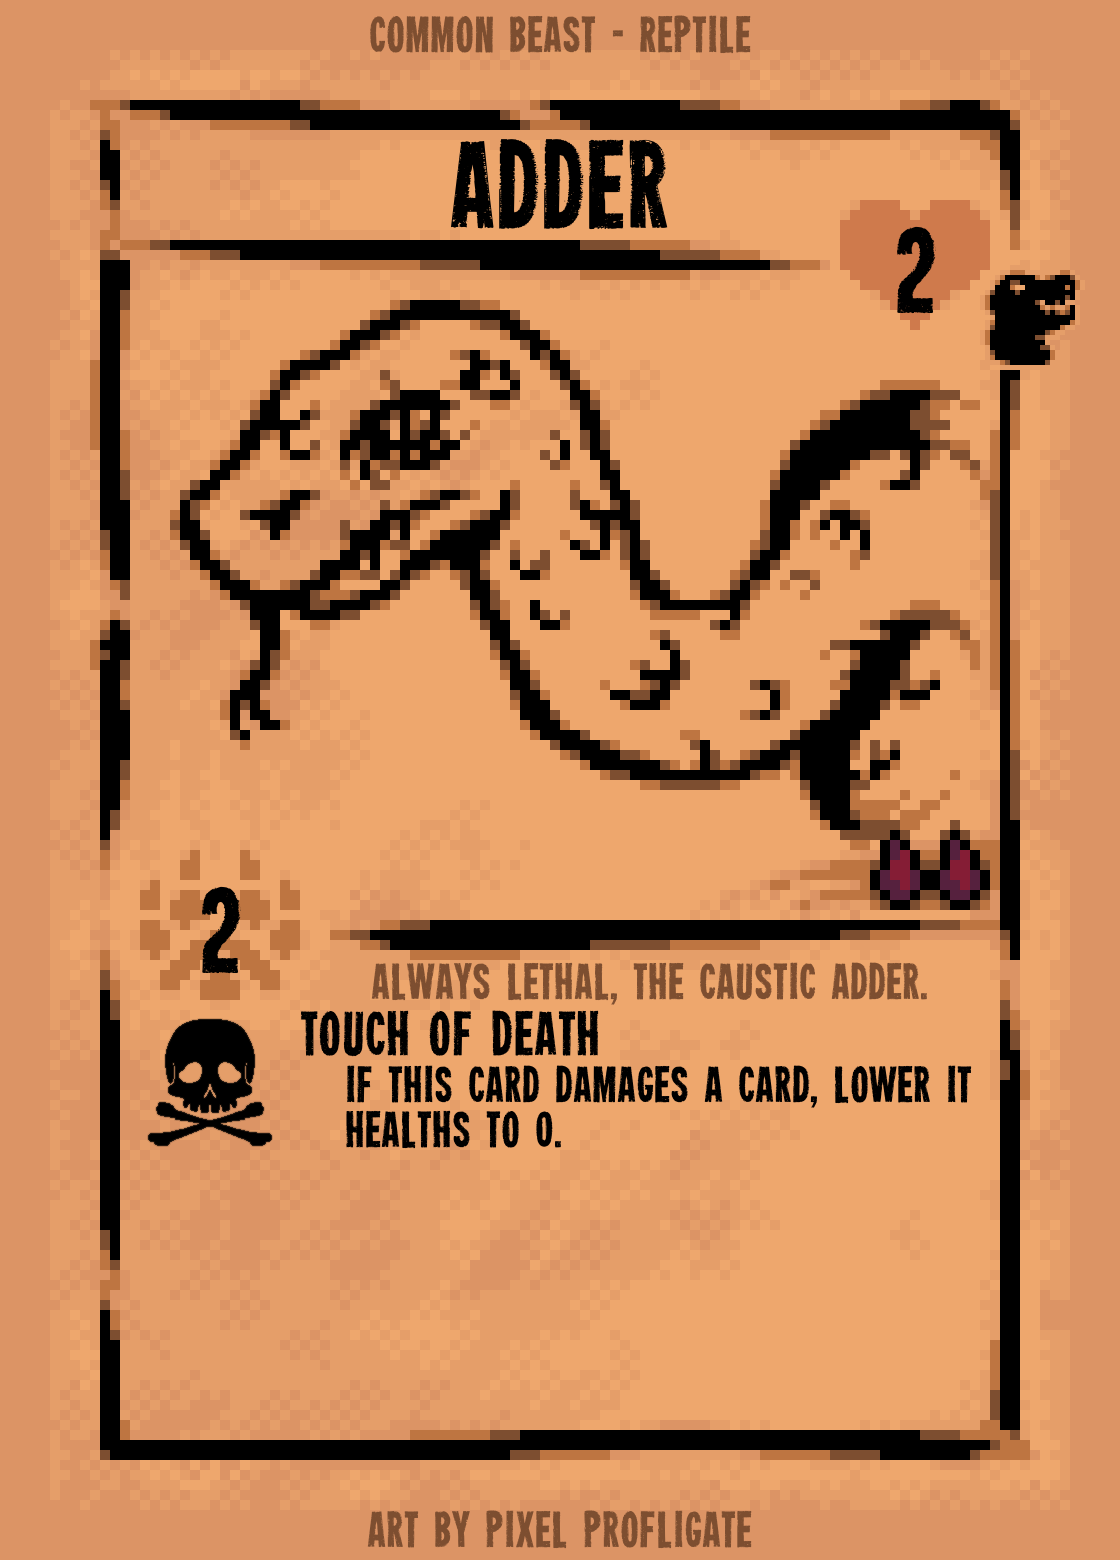 COMMON BEAST - REPTILE
ADDER
2
2
ALWAYS LETHAL, THE CAUSTIC ADDER.
TOUCH OF DEATH
IF THIS CARD DAMAGES A CARD, LOWER IT
HEALTHS TO 0.
ART BY PIXEL PROFLIGATE